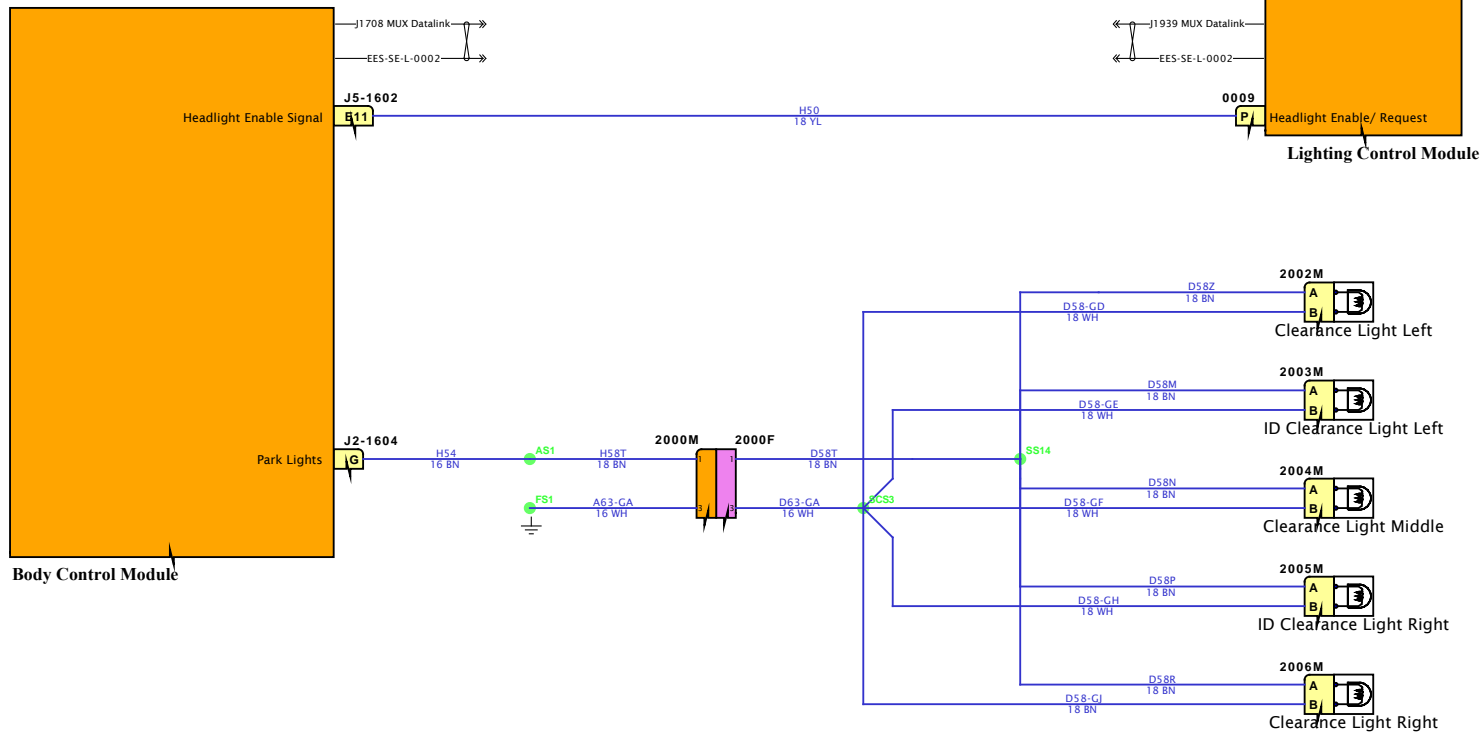 J1708 MUX Datalink
EES-SE-L-0002
J1939 MUX Datalink
EES-SE-L-0002
J5-1602
Headlight Enable Signal
E11
H50
18 YL
0009
P
Headlight Enable/ Request
Lighting Control Module
2002M
D58Z
18 BN
A
D58-GD
18 WH
B
Clearance Light Left
2003M
D58M
18 BN
A
D58-GE
18 WH
B
ID Clearance Light Left
J2-1604
Park Lights
G
H54
16 BN
AS1
H58T
18 BN
2000M
2000F
1
1
D58T
18 BN
SS14
FS1
A63-GA
16 WH
3
3
D63-GA
16 WH
SCS3
2004M
D58N
18 BN
A
D58-GF
18 WH
B
Clearance Light Middle
Body Control Module
2005M
D58P
18 BN
A
D58-GH
18 WH
B
ID Clearance Light Right
2006M
D58R
18 BN
A
D58-GJ
18 BN
B
Clearance Light Right